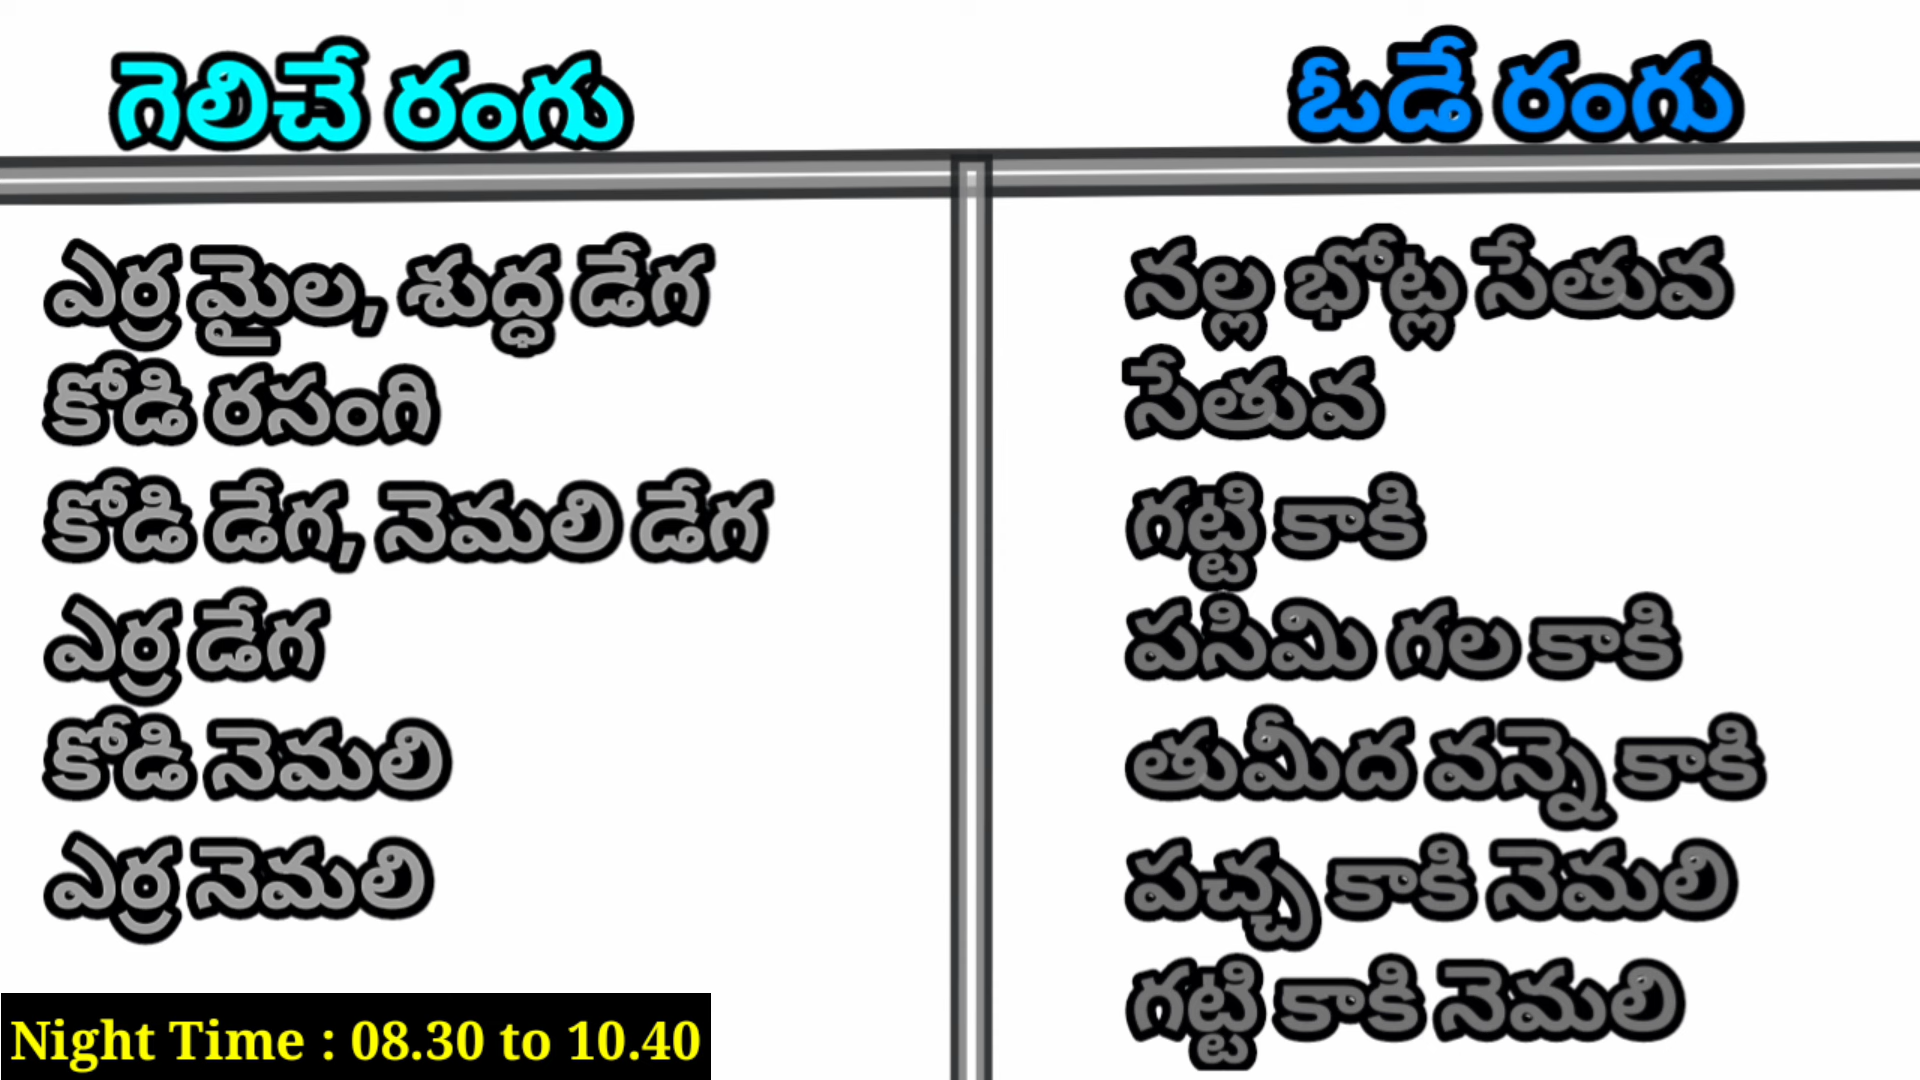 గెలిచే రంగు
ఎర్ర మైల, శుద్ధ డేగ
కోడి రసంగి
కోడి డేగ, నెమలి డేగ
ఎర్ర డేగ
కోడి నెమలి
ఎర్ర నెమలి
Night Time : 08.30 to 10.40
ఓడే రంగు
నల్ల భోట్ల సేతువ
సేతువ
గట్టి కాకి
పసిమి గల కాకి
తుమీద వన్నె కాకి
పచ్చ కాకి నెమలి
గట్టి కాకి నెమలి